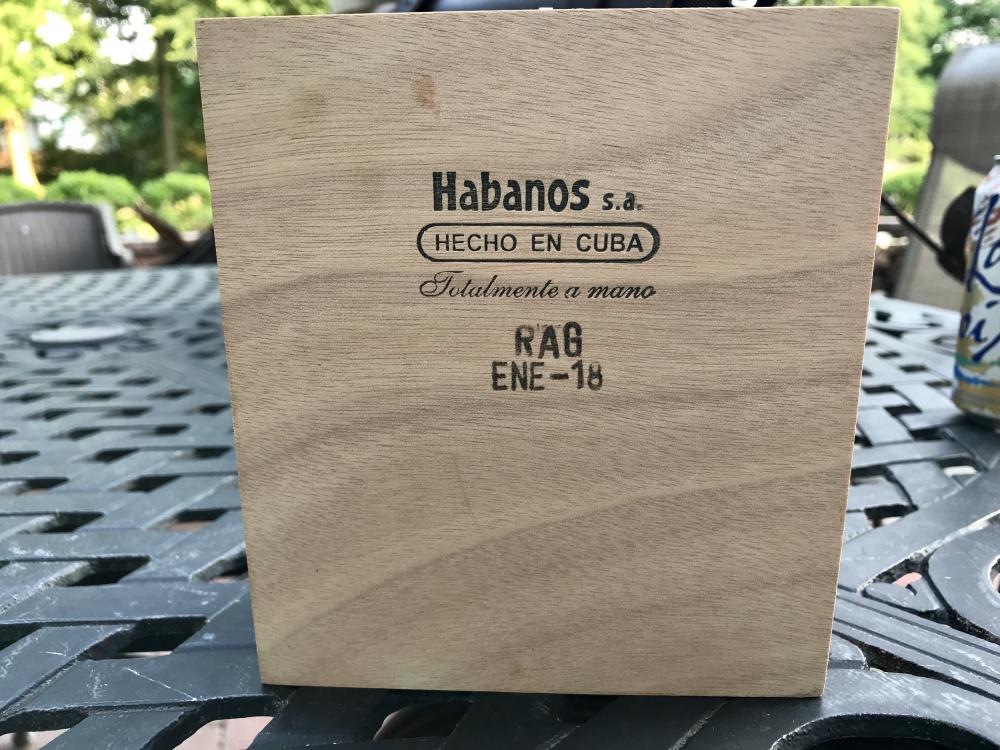 Habanos s.a.
HECHO EN CUBA
Totalmente a mano
RAG
ENE-18